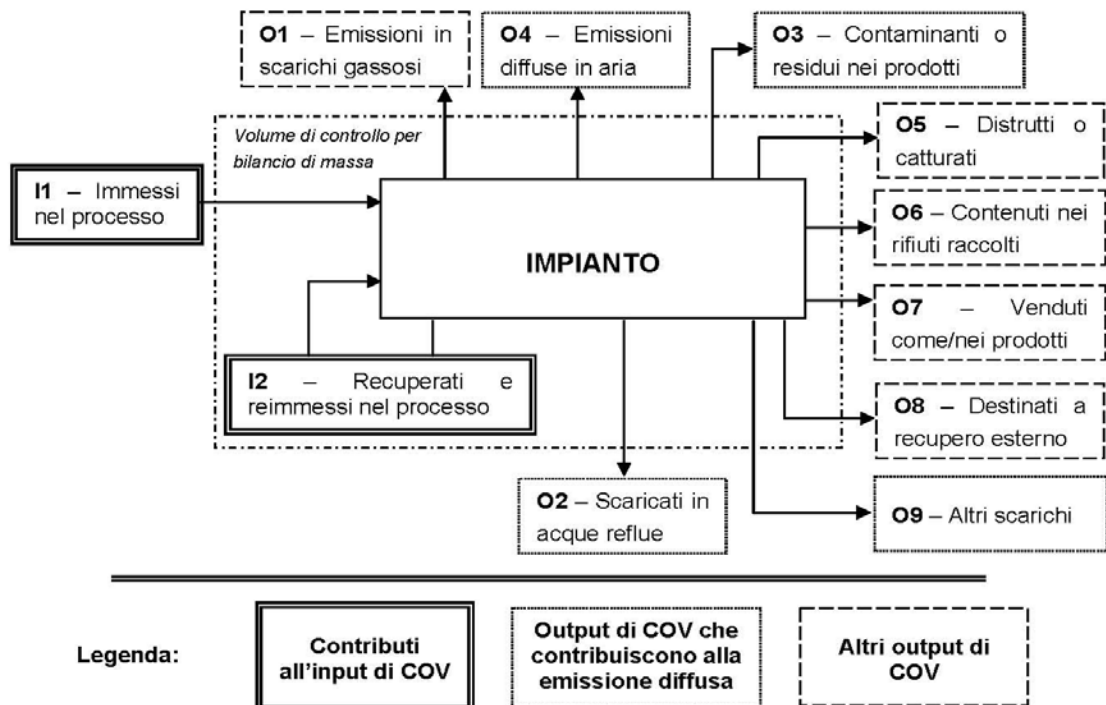 O1 – Emissioni in
scarichi gassosi
O4 – Emissioni
diffuse in aria
O3 – Contaminanti o
residui nei prodotti
Volume di controllo per
bilancio di massa
O5 – Distrutti o
catturati
I1 – Immessi
nel processo
O6 – Contenuti nei
rifiuti raccolti
IMPIANTO
O7 – Venduti
come/nei prodotti
I2 – Recuperati e
reimmessi nel processo
O8 – Destinati a
recupero esterno
O2 – Scaricati in
acque reflue
O9 – Altri scarichi
Legenda:
Contributi
all'input di COV
Output di COV che
contribuiscono alla
emissione diffusa
Altri output di
COV